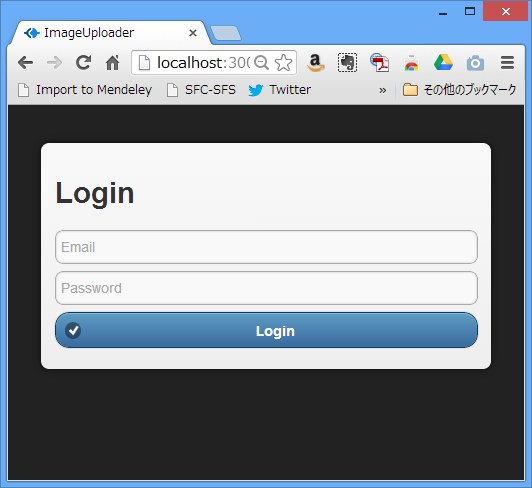 ImageUploader
localhost:300
Import to Mendeley
SFC-SFS
Twitter
»
その他のブックマーク
Login
Email
Password
Login